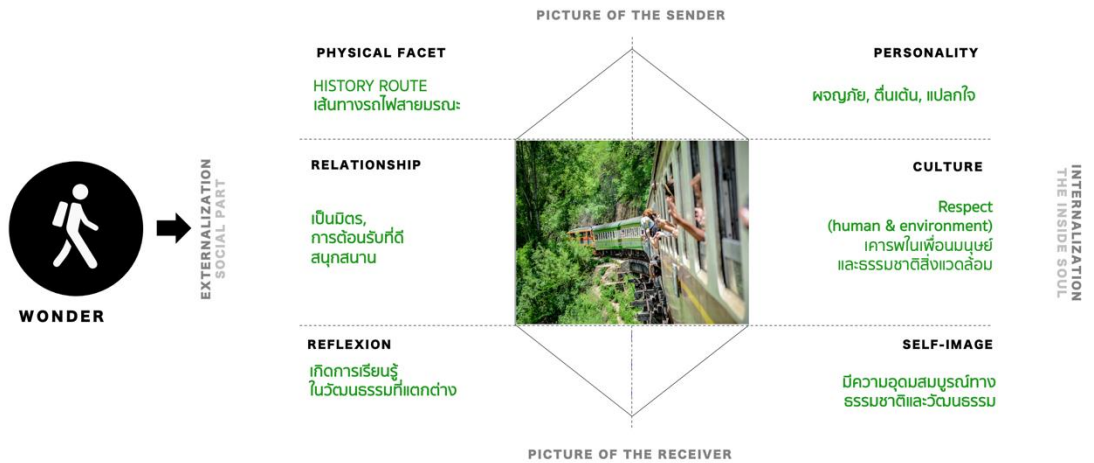 PICTURE OF THE SENDER
PHYSICAL FACET
HISTORY ROUTE
เส้นทางรถไฟสายมรณะ
PERSONALITY
ผจญภัย, ตื่นเต้น, แปลกใจ
WONDER
EXTERNALIZATION
SOCIAL PART
RELATIONSHIP
เป็นมิตร,
การต้อนรับที่ดี
สนุกสนาน
CULTURE
Respect
(human & environment)
เคารพในเพื่อนมนุษย์
และธรรมชาติสิ่งแวดล้อม
INTERNALIZATION
THE INSIDE SOUL
REFLEXION
เกิดการเรียนรู้
ในวัฒนธรรมที่แตกต่าง
SELF-IMAGE
มีความอุดมสมบูรณ์ทาง
ธรรมชาติและวัฒนธรรม
PICTURE OF THE RECEIVER